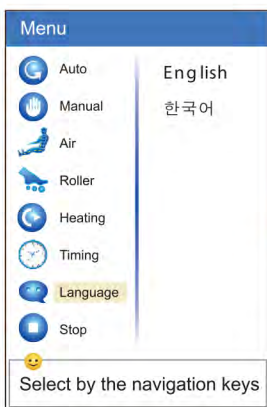 Menu
Auto
Manual
Air
Roller
Heating
Timing
Language
Stop
English
한국어
Select by the navigation keys